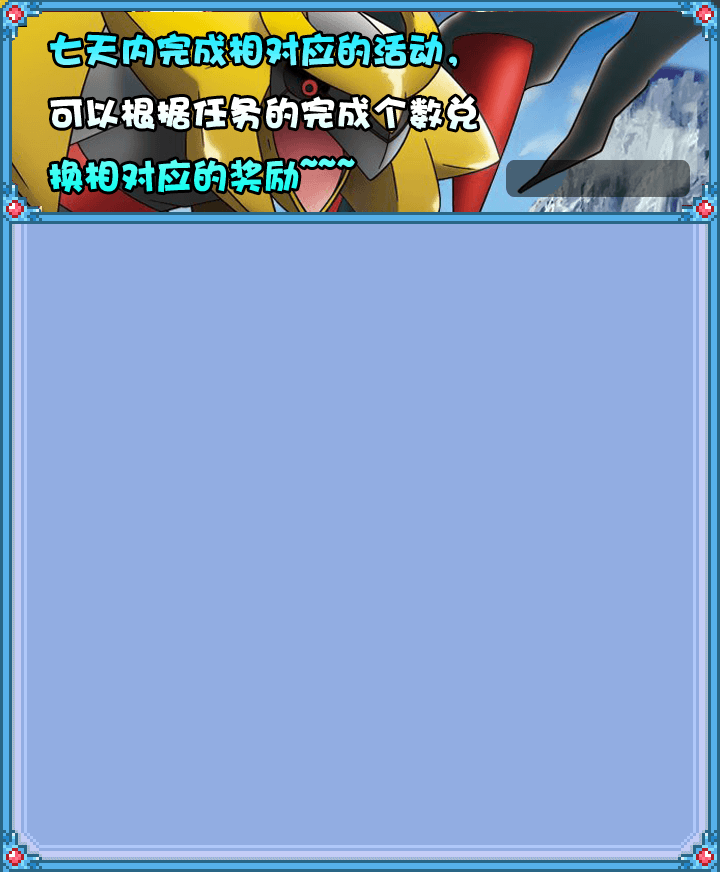 七天内完成相对应的活动，
可以根据任务的完成个数兑
换相对应的奖励~~~